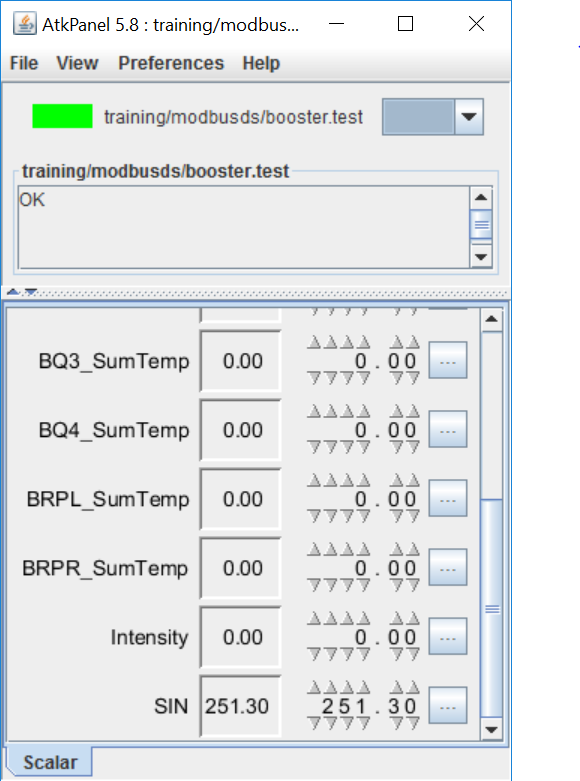 AtkPanel 5.8 : training/modbus...
File View Preferences Help
training/modbusds/booster.test
training/modbusds/booster.test
OK
BQ3_SumTemp 0.00 0.00 ...
BQ4_SumTemp 0.00 0.00 ...
BRPL_SumTemp 0.00 0.00 ...
BRPR_SumTemp 0.00 0.00 ...
Intensity 0.00 0.00 ...
SIN 251.30 251.30 ...
Scalar